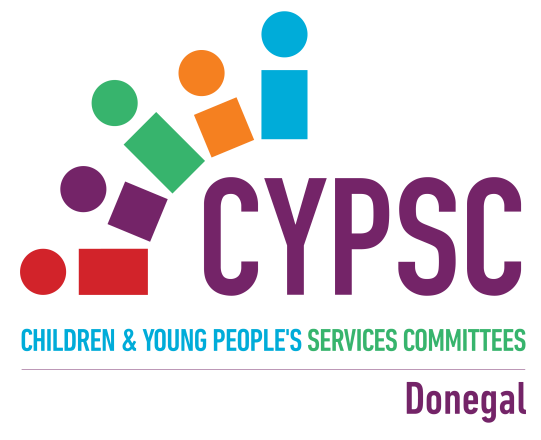 CYPSC
CHILDREN & YOUNG PEOPLE'S SERVICES COMMITTEES
Donegal